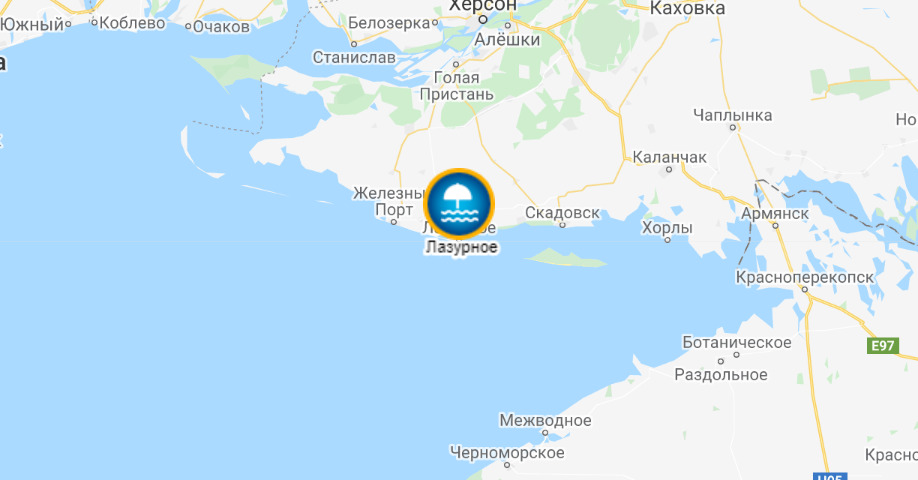 Херсон
Каховка
Южный
Коблево
Очаков
Белозерка
Алёшки
Станислав
Голая
Пристань
Чаплынка
Каланчак
Порт
Скадовск
Армянск
Хорлы
Лазурное
Красноперекопск
Ботаническое
E97
Раздольное
Межводное
Черноморское